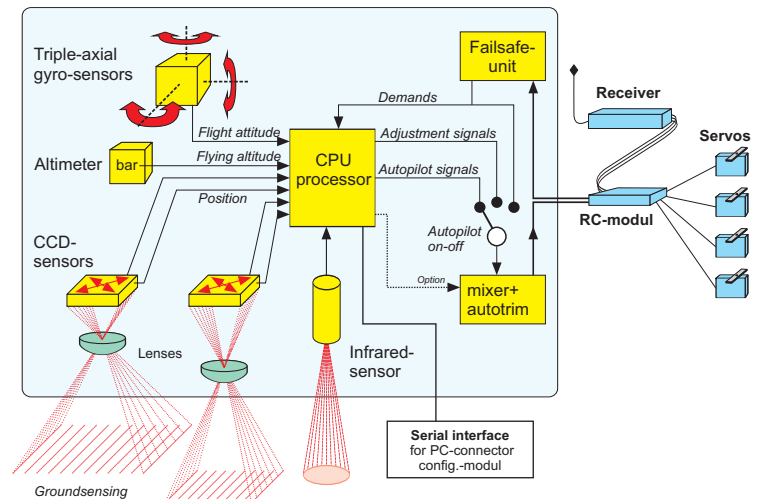 Triple-axial
gyro-sensors
Failsafe-
unit
Receiver
Servos
Demands
Flight attitude
Adjustment signals
Altimeter
bar
Flying altitude
CPU
processor
Autopilot signals
Position
RC-modul
Autopilot
on-off
CCD-
sensors
Option
mixer+
autotrim
Lenses
Infrared-
sensor
Serial interface
for PC-connector
config.-modul
Groundsensing